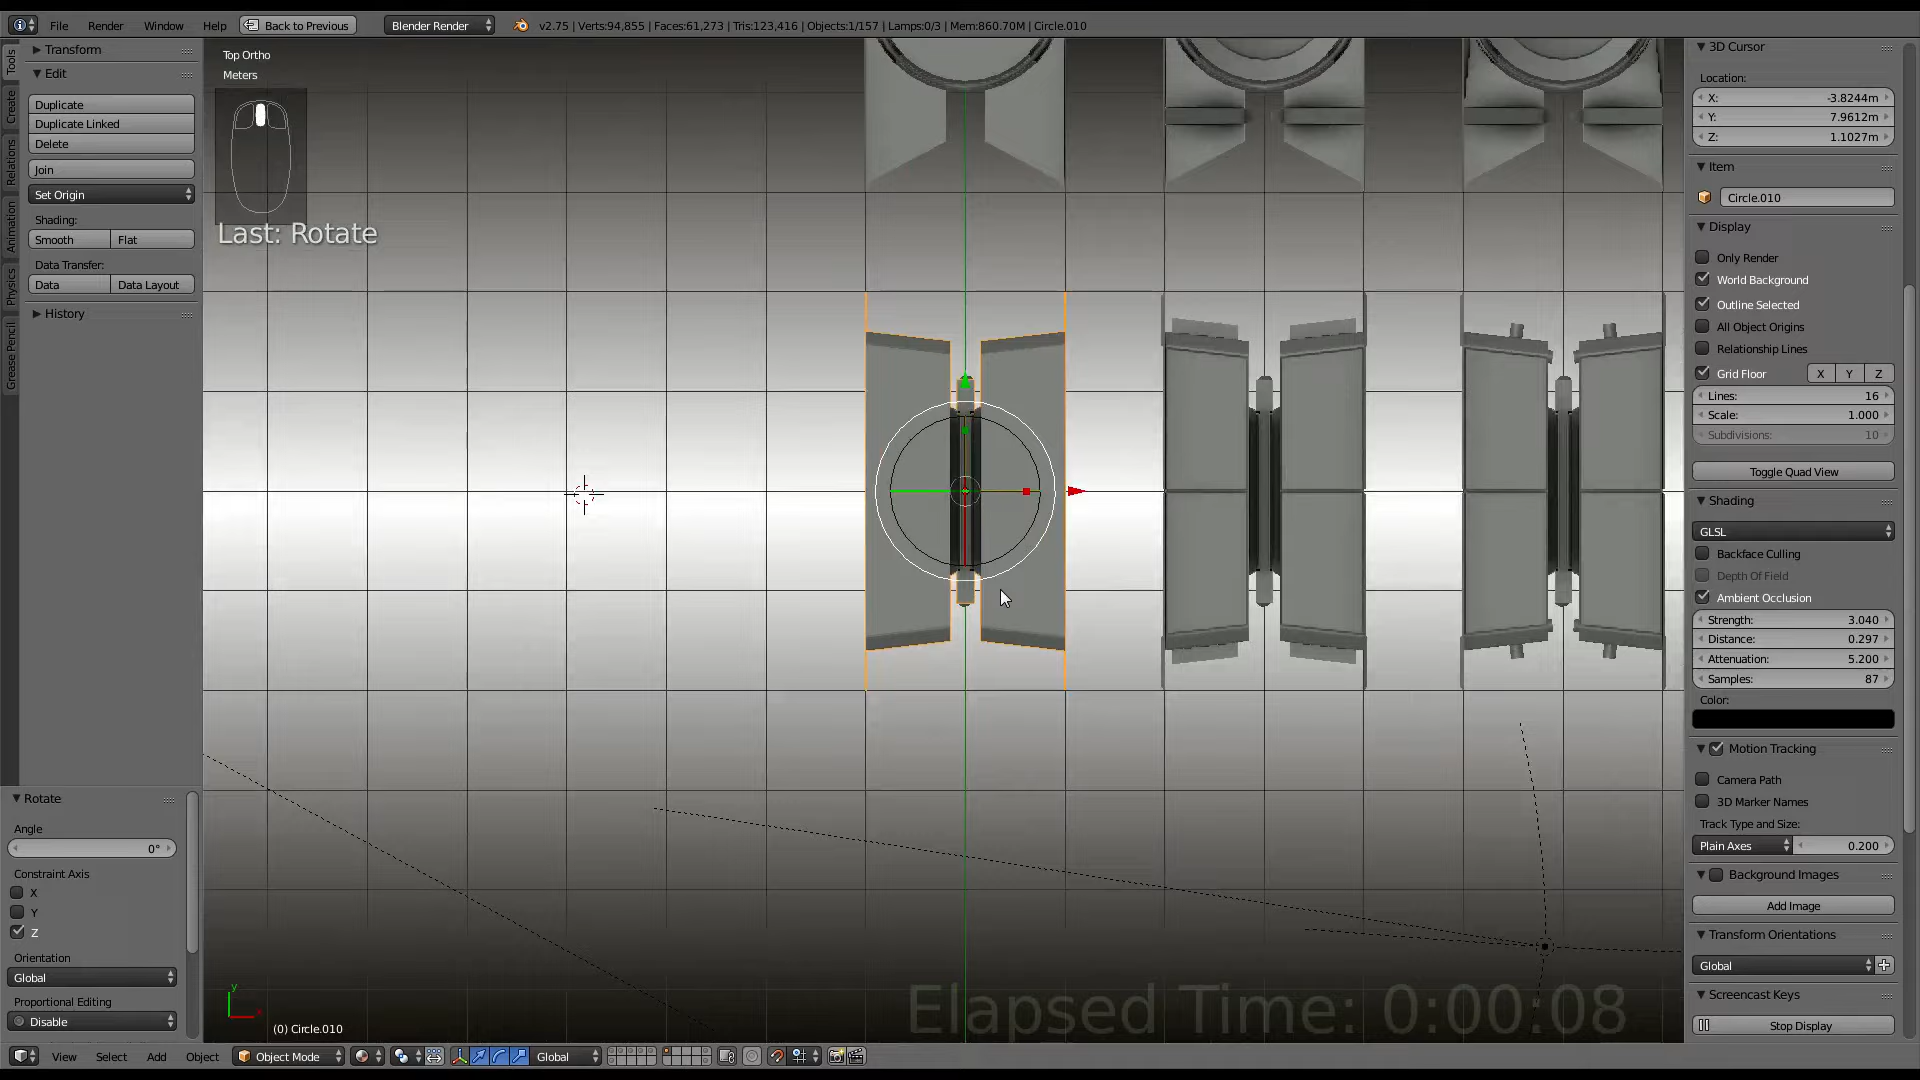 File Render Window Help Back to Previous Blender Render v2.75 | Verts:94,855 | Faces:61,273 | Tris:123,416 | Objects:1/157 | Lamps:0/3 | Mem:860.70M | Circle.010
Tools
Create
Relations
Animation
Physics
Grease Pencil
Transform
Edit
Duplicate
Duplicate Linked
Delete
Join
Set Origin
Shading:
Smooth Flat
Data Transfer:
Data Data Layout
History
Rotate
Angle
0°
Constraint Axis
X
Y
Z
Orientation
Global
Proportional Editing
Disable
Top Ortho
Meters
Last: Rotate
y
(0) Circle.010
Elapsed Time: 0:00:08
3D Cursor
Location:
X: -3.8244m
Y: 7.9612m
Z: 1.1027m
Item
Circle.010
Display
Only Render
World Background
Outline Selected
All Object Origins
Relationship Lines
Grid Floor X Y Z
Lines: 16
Scale: 1.000
Subdivisions: 10
Toggle Quad View
Shading
GLSL
Backface Culling
Depth Of Field
Ambient Occlusion
Strength: 3.040
Distance: 0.297
Attenuation: 5.200
Samples: 87
Color:
Motion Tracking
Camera Path
3D Marker Names
Track Type and Size:
Plain Axes 0.200
Background Images
Add Image
Transform Orientations
Global
Screencast Keys
Stop Display
View Select Add Object Object Mode Global